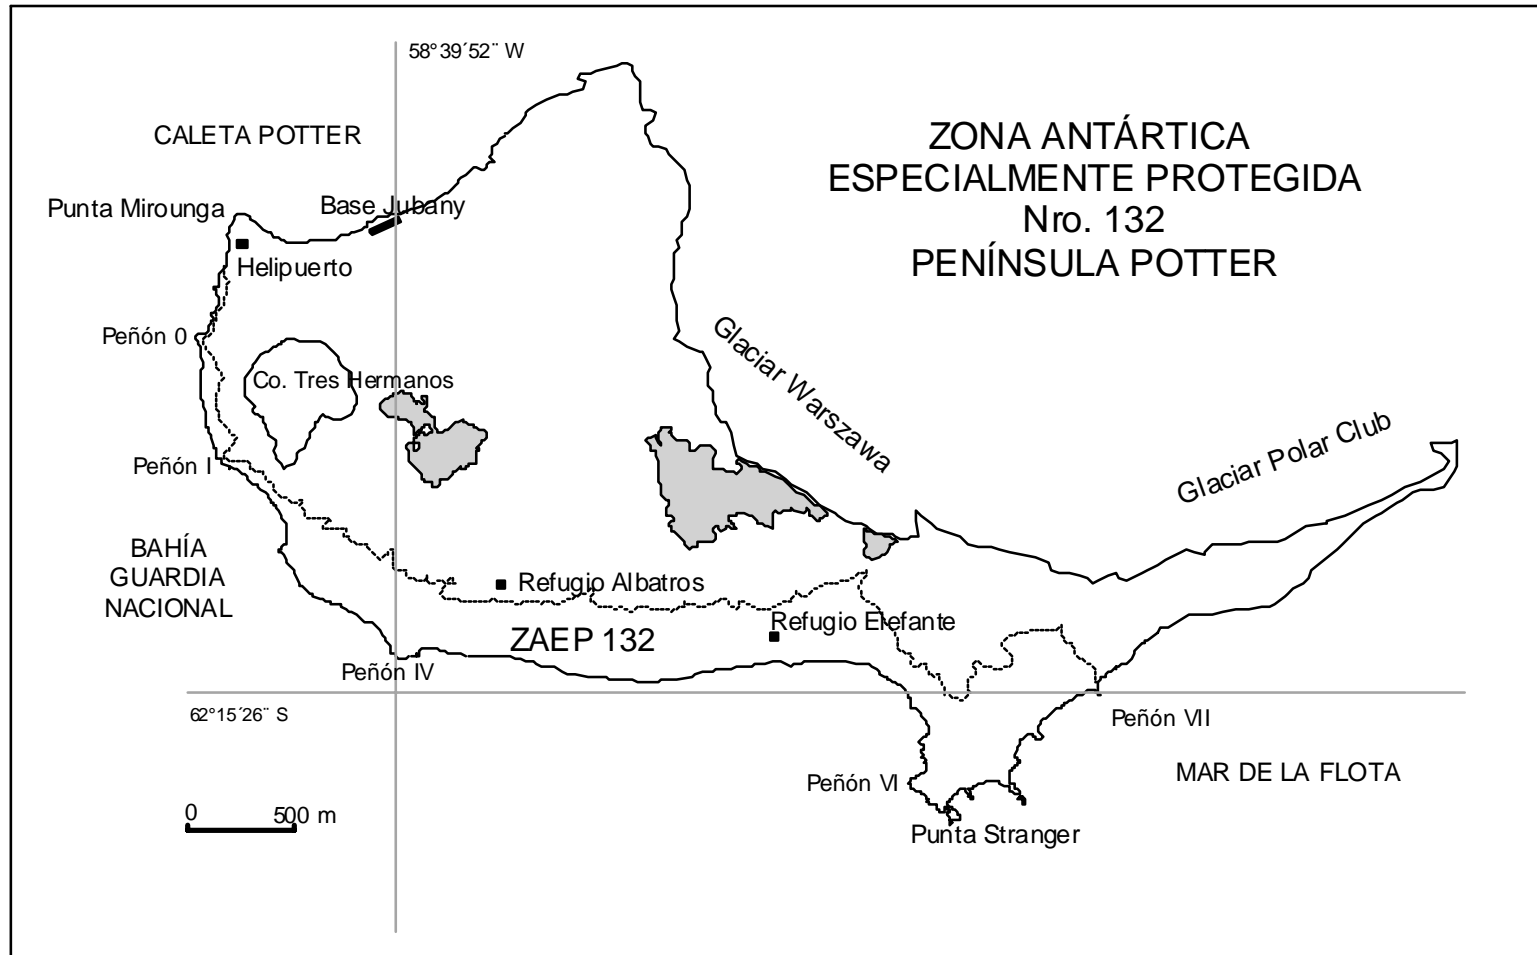 58°39´52¨ W
CALETA POTTER
ZONA ANTÁRTICA
ESPECIALMENTE PROTEGIDA
Nro. 132
PENÍNSULA POTTER
Punta Mirounga
Base Jubany
Helipuerto
Peñón 0
Glaciar Warszawa
Co. Tres Hermanos
Glaciar Polar Club
Peñón I
BAHÍA
GUARDIA
NACIONAL
Refugio Albatros
Refugio Elefante
ZAEP 132
Peñón IV
62°15´26¨ S
Peñón VII
MAR DE LA FLOTA
Peñón VI
0 500 m
Punta Stranger